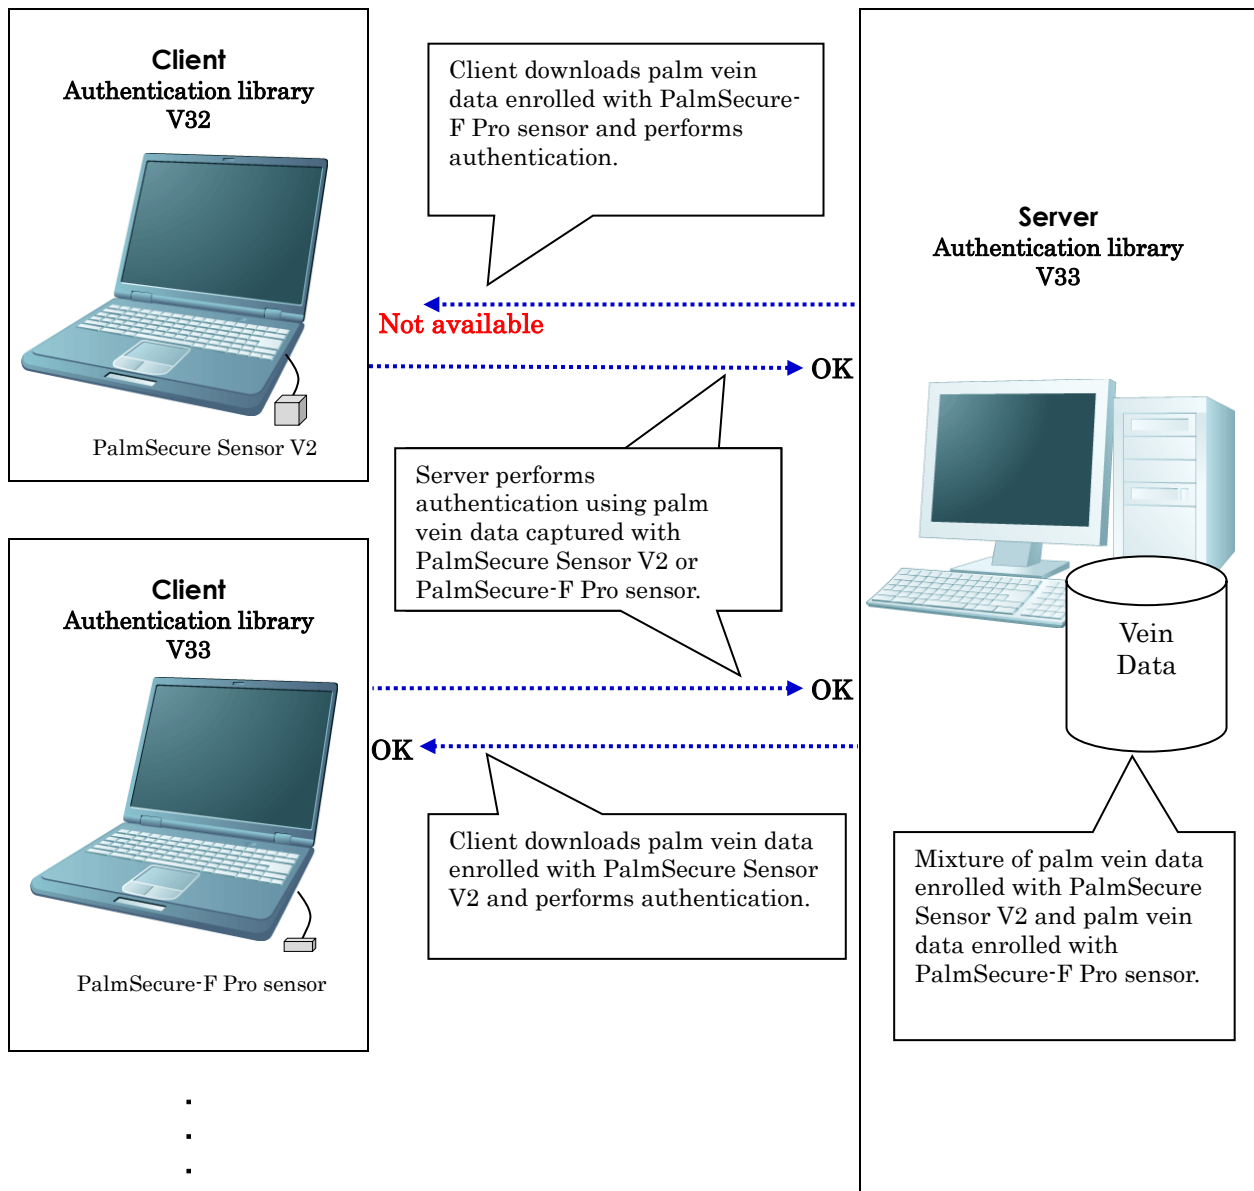 Client
Authentication library
V32
PalmSecure Sensor V2
Client downloads palm vein
data enrolled with PalmSecure-
F Pro sensor and performs
authentication.
Not available
OK
Server performs
authentication using palm
vein data captured with
PalmSecure Sensor V2 or
PalmSecure-F Pro sensor.
Server
Authentication library
V33
Vein
Data
Client
Authentication library
V33
PalmSecure-F Pro sensor
OK
OK
Client downloads palm vein data
enrolled with PalmSecure Sensor
V2 and performs authentication.
Mixture of palm vein data
enrolled with PalmSecure
Sensor V2 and palm vein
data enrolled with
PalmSecure-F Pro sensor.